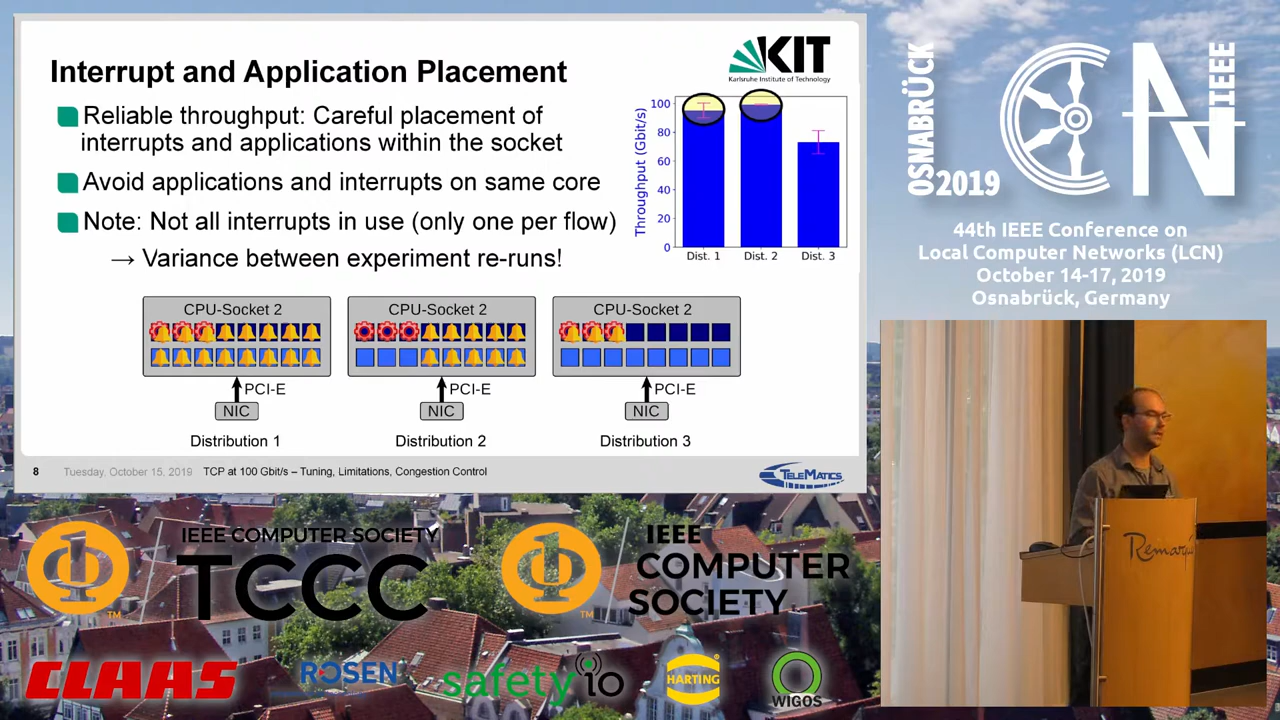 Interrupt and Application Placement
KIT
Karlsruhe Institute of Technology
Reliable throughput: Careful placement of
interrupts and applications within the socket
Avoid applications and interrupts on same core
Note: Not all interrupts in use (only one per flow)
→ Variance between experiment re-runs!
Throughput (Gbit/s)
100
80
60
40
20
0
Dist. 1 Dist. 2 Dist. 3
CPU-Socket 2 CPU-Socket 2 CPU-Socket 2
PCI-E PCI-E PCI-E
NIC NIC NIC
Distribution 1 Distribution 2 Distribution 3
8 Tuesday, October 15, 2019 TCP at 100 Gbit/s – Tuning, Limitations, Congestion Control
TELEMATICS
OSNABRÜCK
2019
LCN
IEEE
44th IEEE Conference on
Local Computer Networks (LCN)
October 14-17, 2019
Osnabrück, Germany
IEEE COMPUTER SOCIETY
TCCC
TM
IEEE
COMPUTER
SOCIETY
TM
CLAAS
ROSEN
safety io
HARTING
WIGOS